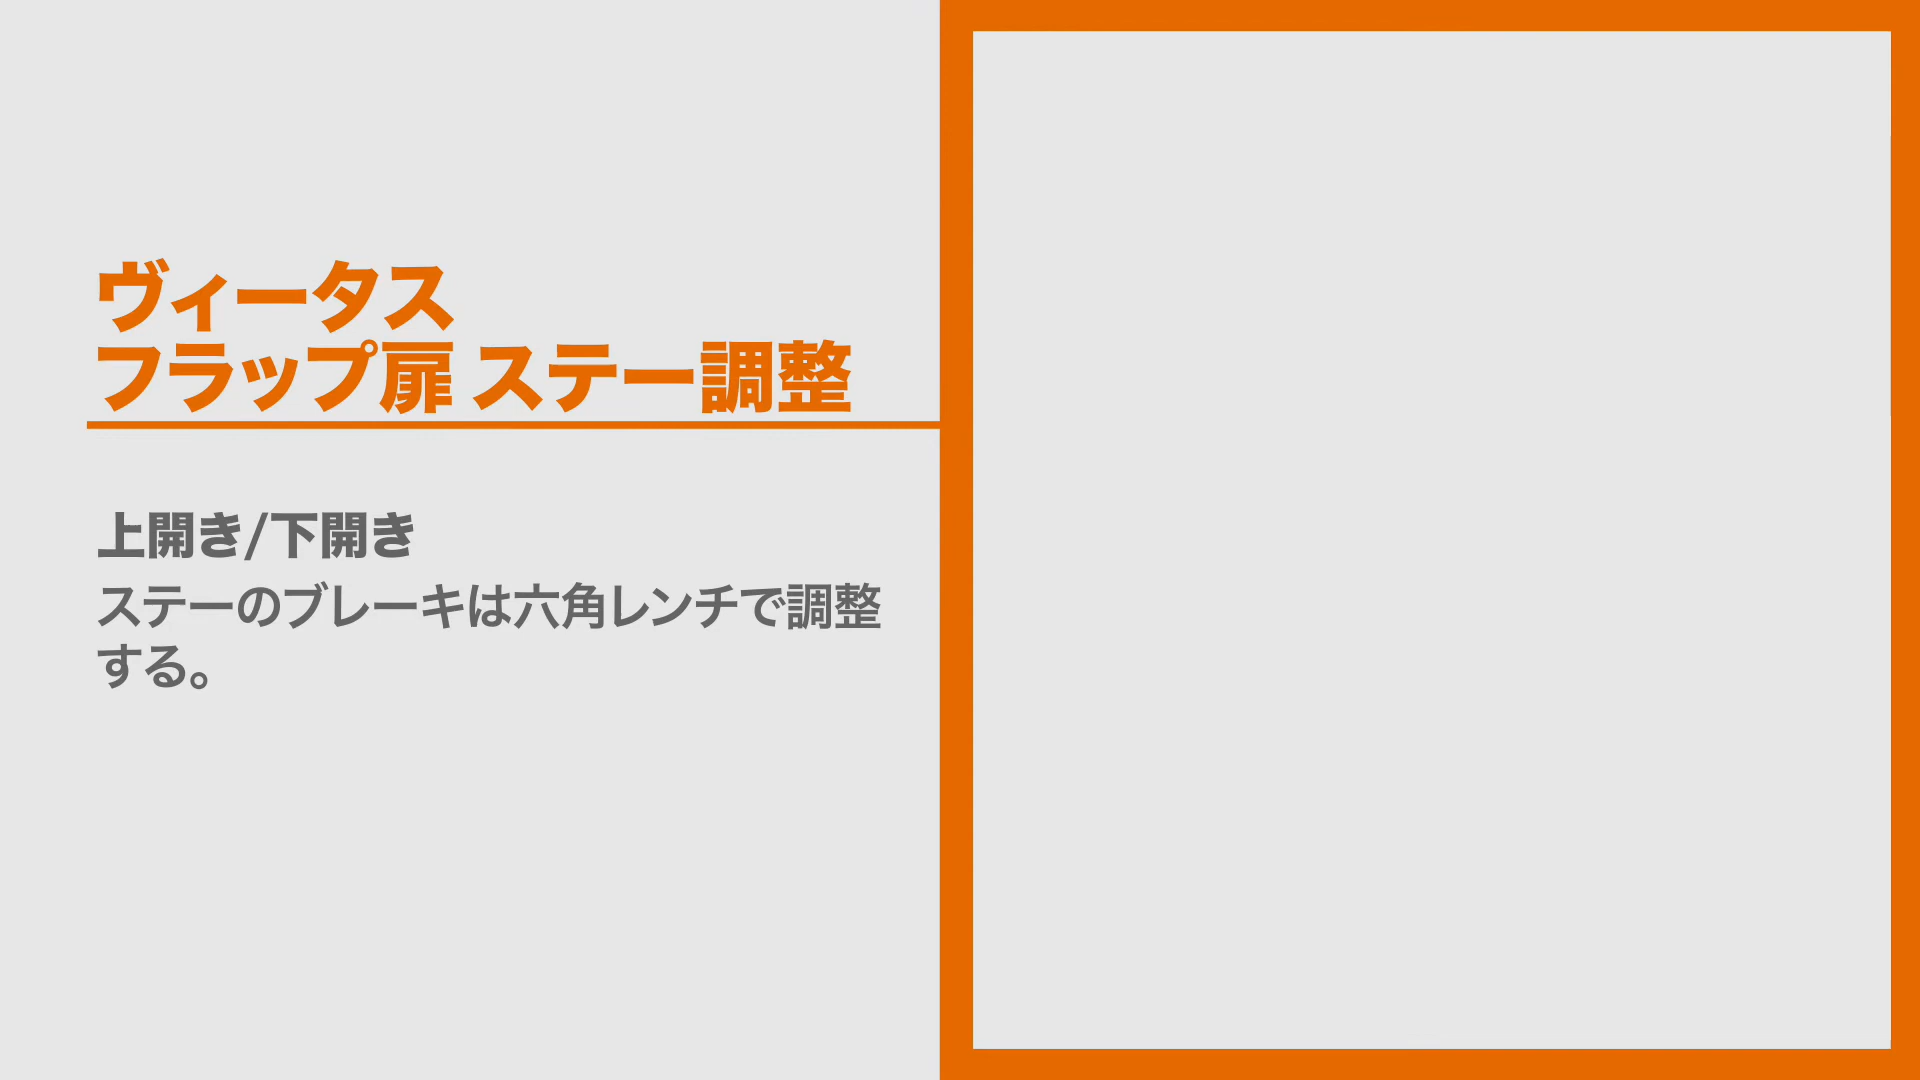 ヴィータス
フラップ扉 ステー調整
上開き/下開き
ステーのブレーキは六角レンチで調整
する。